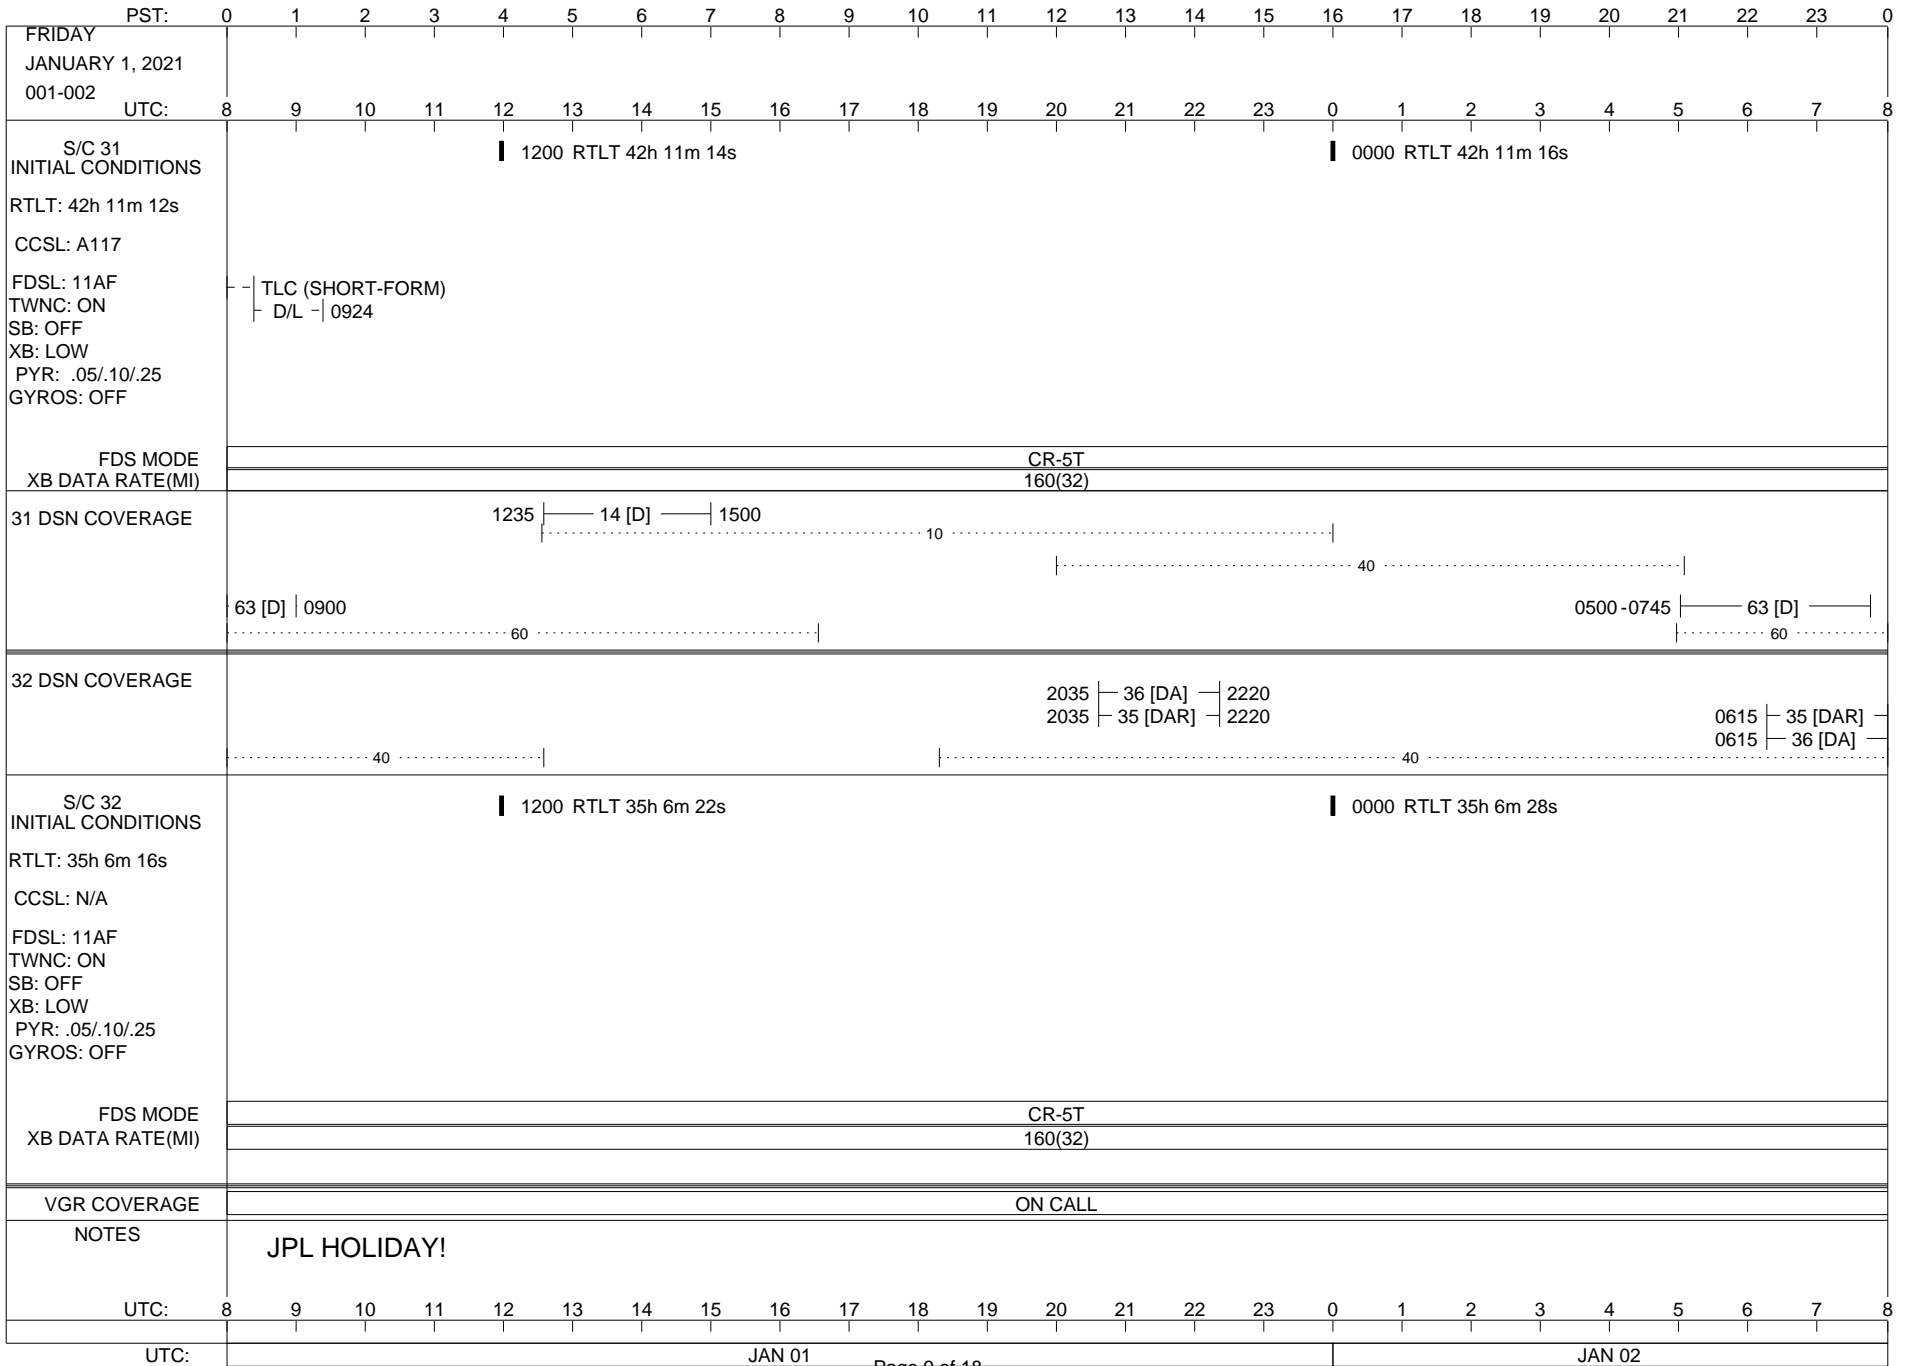 PST: 0 1 2 3 4 5 6 7 8 9 10 11 12 13 14 15 16 17 18 19 20 21 22 23 0
FRIDAY
JANUARY 1, 2021
001-002
UTC: 8 9 10 11 12 13 14 15 16 17 18 19 20 21 22 23 0 1 2 3 4 5 6 7 8
S/C 31
INITIAL CONDITIONS
1200 RTLT 42h 11m 14s 0000 RTLT 42h 11m 16s
RTLT: 42h 11m 12s
CCSL: A117
FDSL: 11AF
TLC (SHORT-FORM)
TWNC: ON
D/L 0924
SB: OFF
XB: LOW
PYR: .05/.10/.25
GYROS: OFF
FDS MODE CR-5T
XB DATA RATE(MI) 160(32)
31 DSN COVERAGE 1235 14 [D] 1500
10
40
63 [D] 0900 0500-0745 63 [D]
60 60
32 DSN COVERAGE
2035 36 [DA] 2220
2035 35 [DAR] 2220 0615 35 [DAR]
0615 36 [DA]
40 40
S/C 32
INITIAL CONDITIONS
1200 RTLT 35h 6m 22s 0000 RTLT 35h 6m 28s
RTLT: 35h 6m 16s
CCSL: N/A
FDSL: 11AF
TWNC: ON
SB: OFF
XB: LOW
PYR: .05/.10/.25
GYROS: OFF
FDS MODE CR-5T
XB DATA RATE(MI) 160(32)
VGR COVERAGE ON CALL
NOTES
JPL HOLIDAY!
UTC: 8 9 10 11 12 13 14 15 16 17 18 19 20 21 22 23 0 1 2 3 4 5 6 7 8
UTC: JAN 01 JAN 02
Page 9 of 18